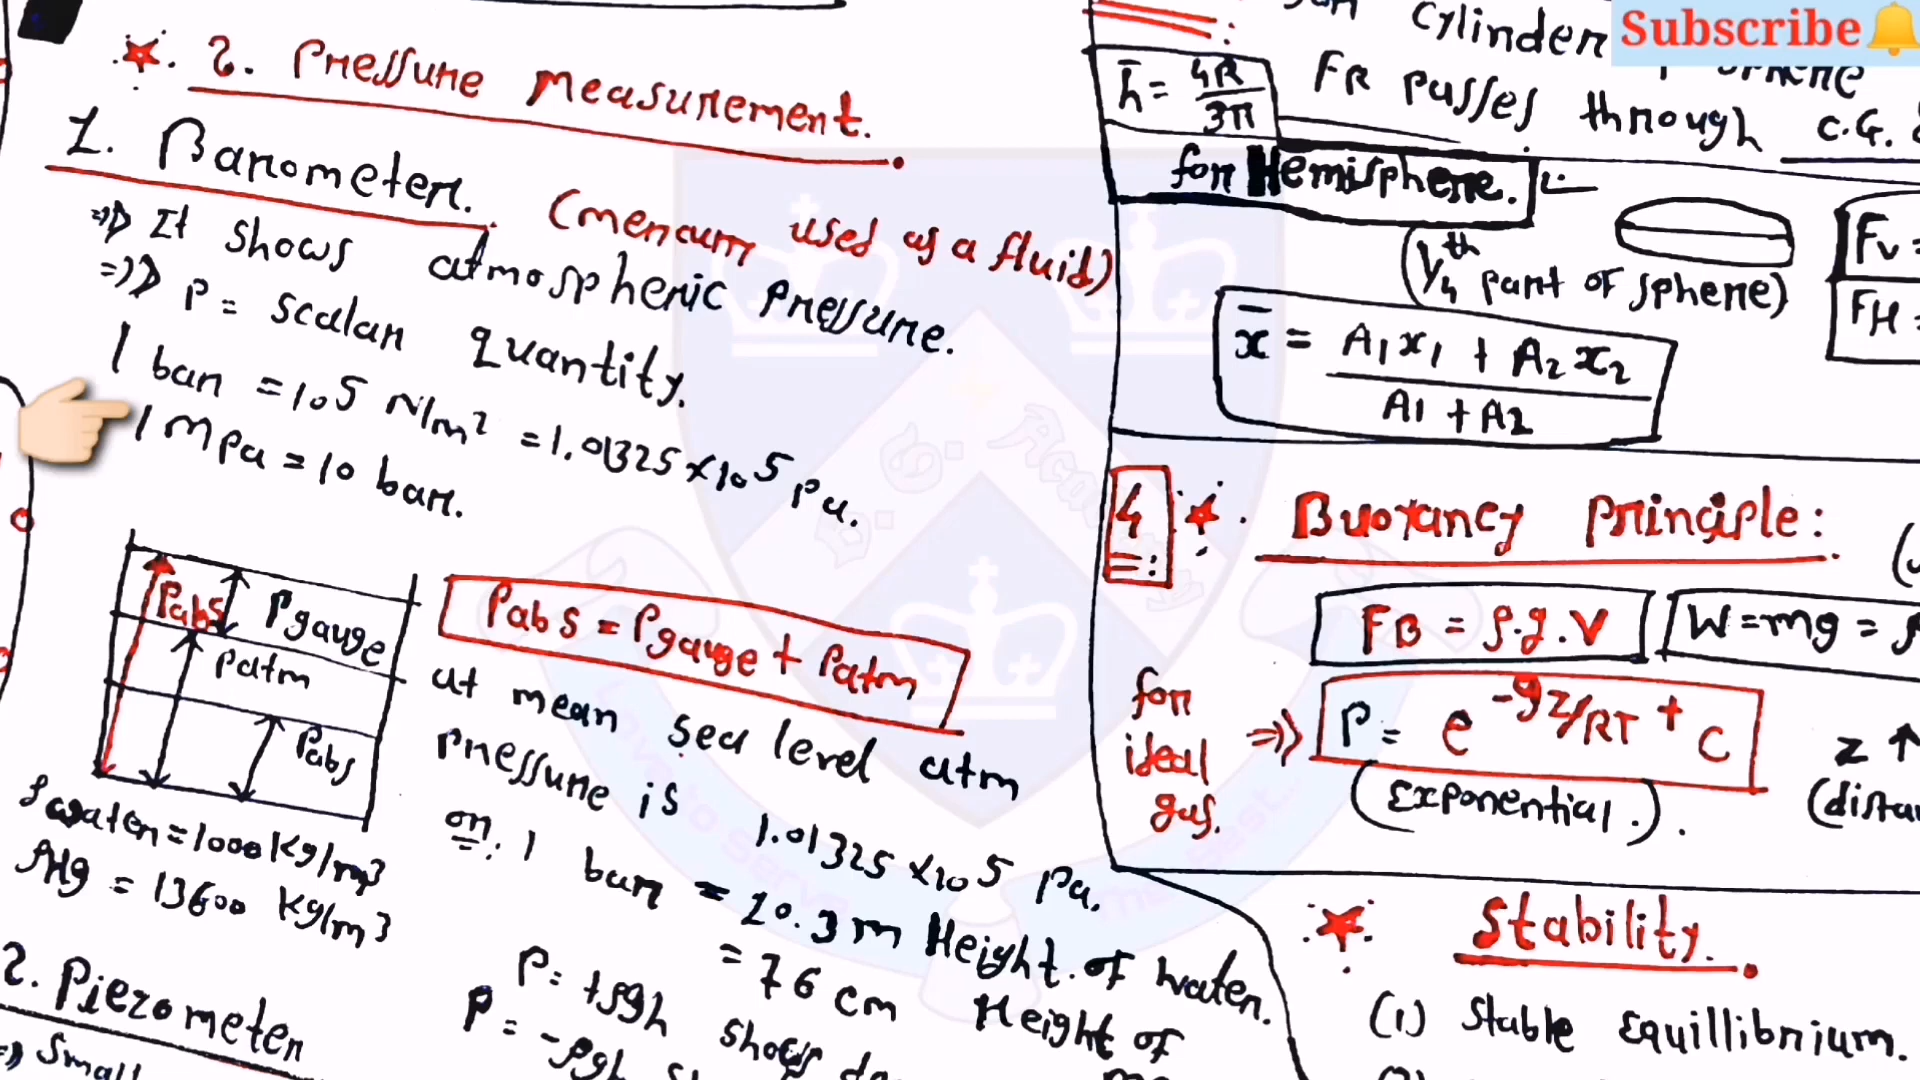 2. Pressure measurement.
1. Barometer.
(mercury used as a fluid)
⇒ It shows atmospheric pressure.
⇒ P = scalar quantity.
1 bar = 10^5 N/m² = 1.01325 × 10^5 Pa.
1 MPa = 10 bar.
Pabs
Pgauge
Patm
Pabs
Pabs = Pgauge + Patm
at mean sea level atm
pressure is 1.01325 × 10^5 Pa.
or: 1 bar = 10.3 m Height of water.
= 76 cm Height of
ρwater = 1000 kg/m³
ρHg = 13600 kg/m³
P = +ρgh shows
P = -ρgh
2. Piezometer
⇒ Small
Subscribe
Cylinder
sphere
FR passes through C.G.
h̄ = 4R/3π
for Hemisphere.
(1/4th part of sphere)
Fv =
FH =
x̄ = (A1x1 + A2x2)/(A1 + A2)
4
Buoyancy principle:
FB = ρ.g.V
W = mg = ρ
for ideal gas.
⇒ P = e^(-gz/RT) + C
(Exponential.).
z ↑
Stability.
(1) Stable Equillibrium.